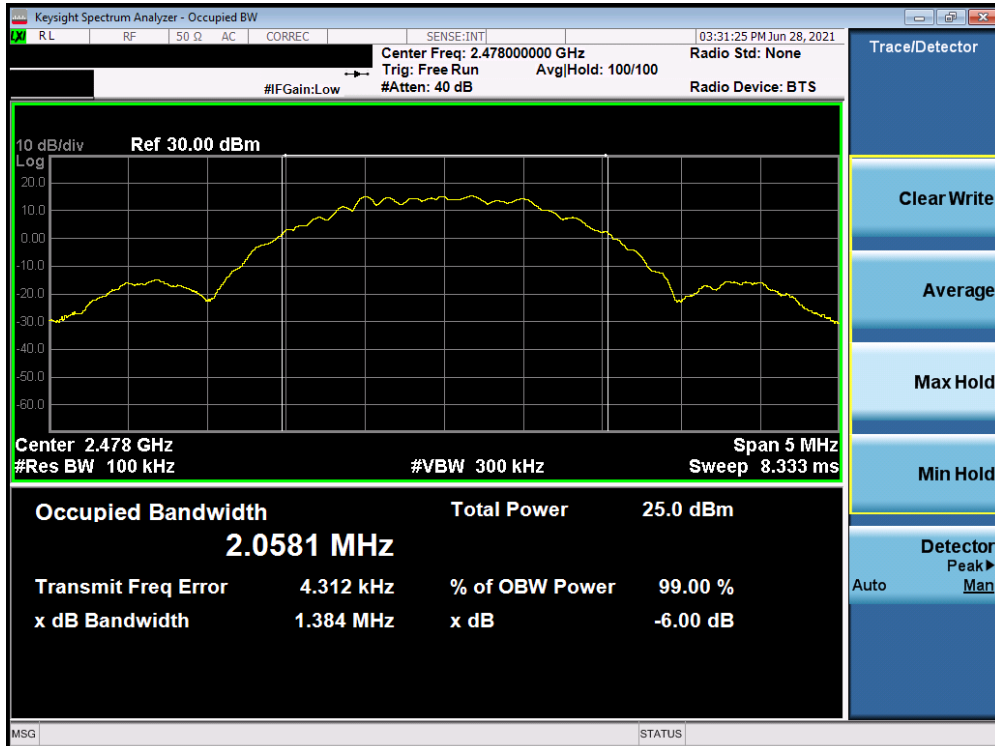 Keysight Spectrum Analyzer - Occupied BW
LXI RL RF 50 Ω AC CORREC SENSE:INT 03:31:25 PM Jun 28, 2021
Center Freq: 2.478000000 GHz Radio Std: None
Trig: Free Run Avg|Hold: 100/100
#IFGain:Low #Atten: 40 dB Radio Device: BTS
10 dB/div Ref 30.00 dBm
Log
20.0
10.0
0.00
-10.0
-20.0
-30.0
-40.0
-50.0
-60.0
Center 2.478 GHz Span 5 MHz
#Res BW 100 kHz #VBW 300 kHz Sweep 8.333 ms
Occupied Bandwidth Total Power 25.0 dBm
2.0581 MHz
Transmit Freq Error 4.312 kHz % of OBW Power 99.00 %
x dB Bandwidth 1.384 MHz x dB -6.00 dB
MSG STATUS
Trace/Detector
Clear Write
Average
Max Hold
Min Hold
Detector
Peak▶
Auto Man